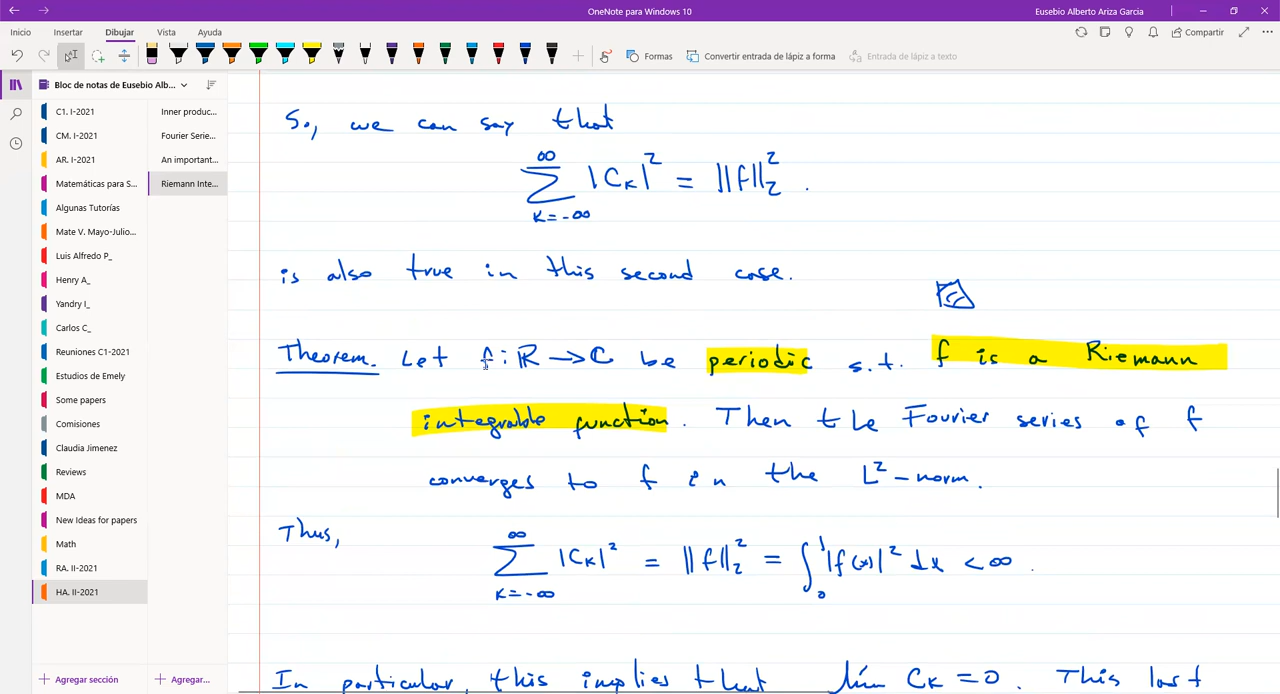 OneNote para Windows 10
Eusebio Alberto Ariza Garcia
Inicio Insertar Dibujar Vista Ayuda
Compartir
Formas Convertir entrada de lápiz a forma Entrada de lápiz a texto
Bloc de notas de Eusebio Alb...
C1. I-2021
CM. I-2021
AR. I-2021
Matemáticas para S...
Algunas Tutorías
Mate V. Mayo-Julio...
Luis Alfredo P_
Henry A_
Yandry I_
Carlos C_
Reuniones C1-2021
Estudios de Emely
Some papers
Comisiones
Claudia Jimenez
Reviews
MDA
New Ideas for papers
Math
RA. II-2021
HA. II-2021
Agregar sección
Inner produc...
Fourier Serie...
An important...
Riemann Inte...
Agregar...
So, we can say that
∞
∑ |C_K|² = ||f||₂² .
K=-∞
is also true in this second case.
Theorem. Let f: ℝ → ℂ be periodic s.t. f is a Riemann
integrable function. Then the Fourier series of f
converges to f in the L²-norm.
Thus,
∞
∑ |C_K|² = ||f||₂² = ∫₀¹ |f(x)|² dx < ∞ .
K=-∞
In particular, this implies that lím C_K = 0. This last